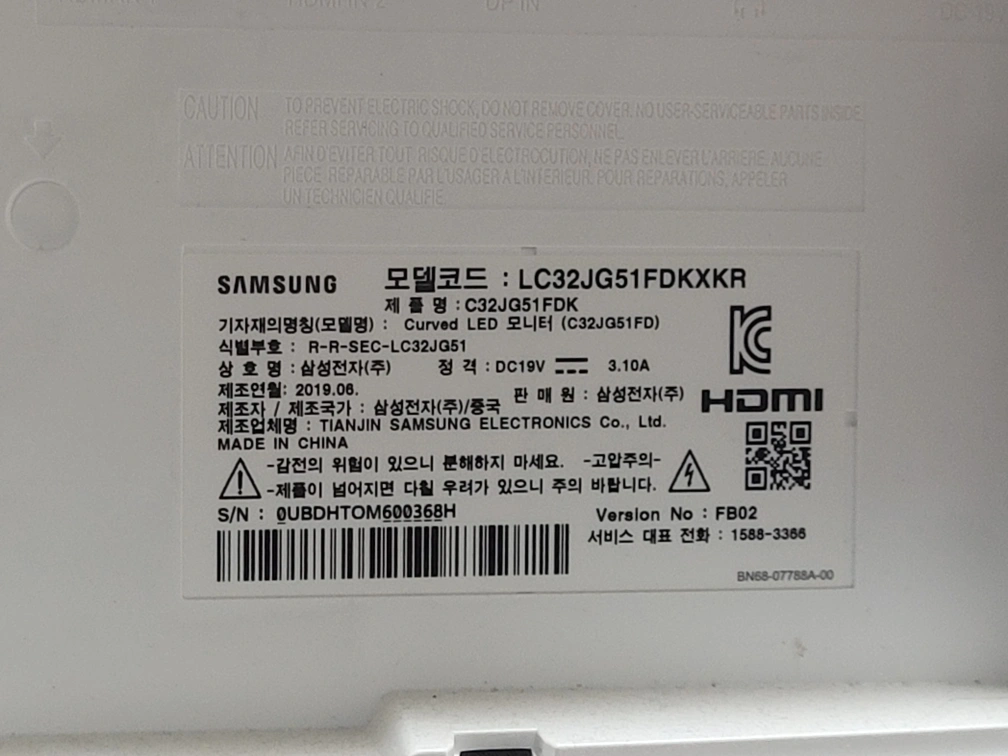 DP IN
CAUTION TO PREVENT ELECTRIC SHOCK, DO NOT REMOVE COVER. NO USER-SERVICEABLE PARTS INSIDE.
REFER SERVICING TO QUALIFIED SERVICE PERSONNEL.
ATTENTION AFIN D'EVITER TOUT RISQUE D'ELECTROCUTION, NE PAS ENLEVER L'ARRIERE. AUCUNE
PIECE REPARABLE PAR L'USAGER A L'INTERIEUR. POUR REPARATIONS, APPELER
UN TECHNICIEN QUALIFIE.
SAMSUNG 모델코드 : LC32JG51FDKXKR
제 품 명 : C32JG51FDK
기자재의명칭(모델명) : Curved LED 모니터 (C32JG51FD)
식별부호 : R-R-SEC-LC32JG51
상 호 명 : 삼성전자(주) 정 격 : DC19V 3.10A
제조연월: 2019.06. 판 매 원 : 삼성전자(주)
제조자 / 제조국가 : 삼성전자(주)/중국
HDMI
제조업체명 : TIANJIN SAMSUNG ELECTRONICS Co., Ltd.
MADE IN CHINA
-감전의 위험이 있으니 분해하지 마세요. -고압주의-
-제품이 넘어지면 다칠 우려가 있으니 주의 바랍니다.
S/N : 0UBDHTOM600368H Version No : FB02
서비스 대표 전화 : 1588-3366
BN68-07788A-00